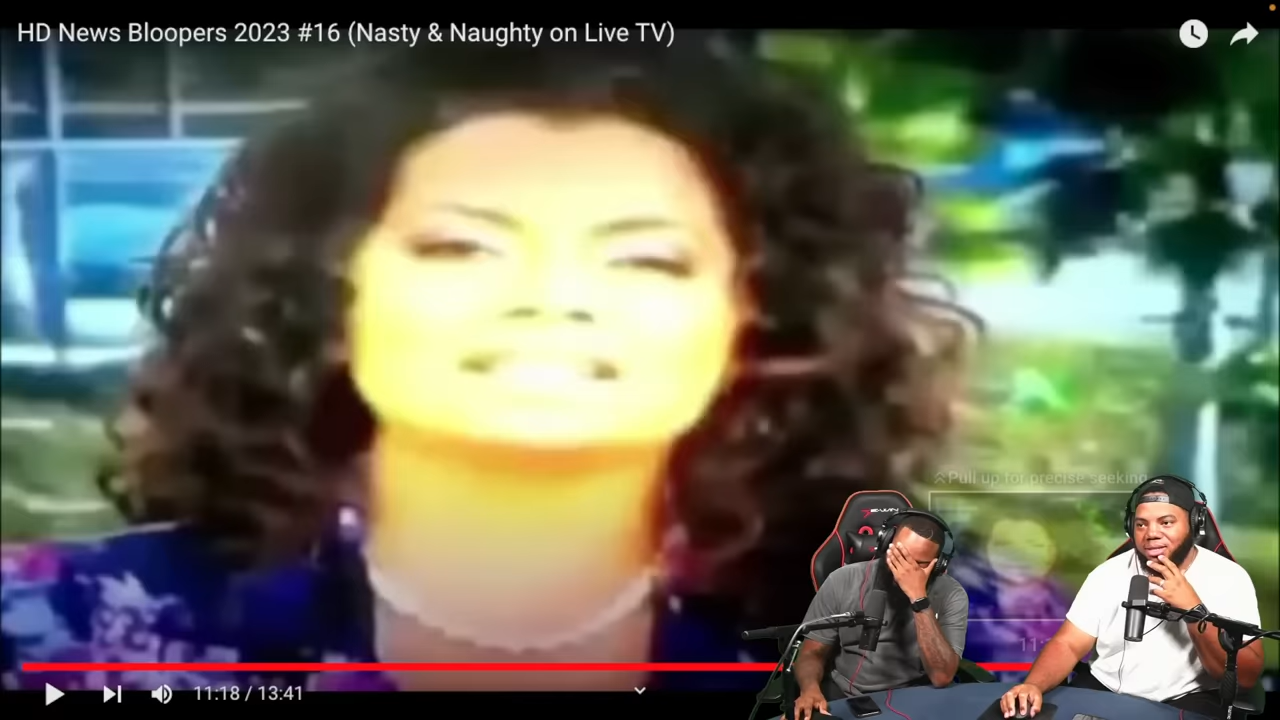 HD News Bloopers 2023 #16 (Nasty & Naughty on Live TV)
Pull up for precise seeking
11:18 / 13:41